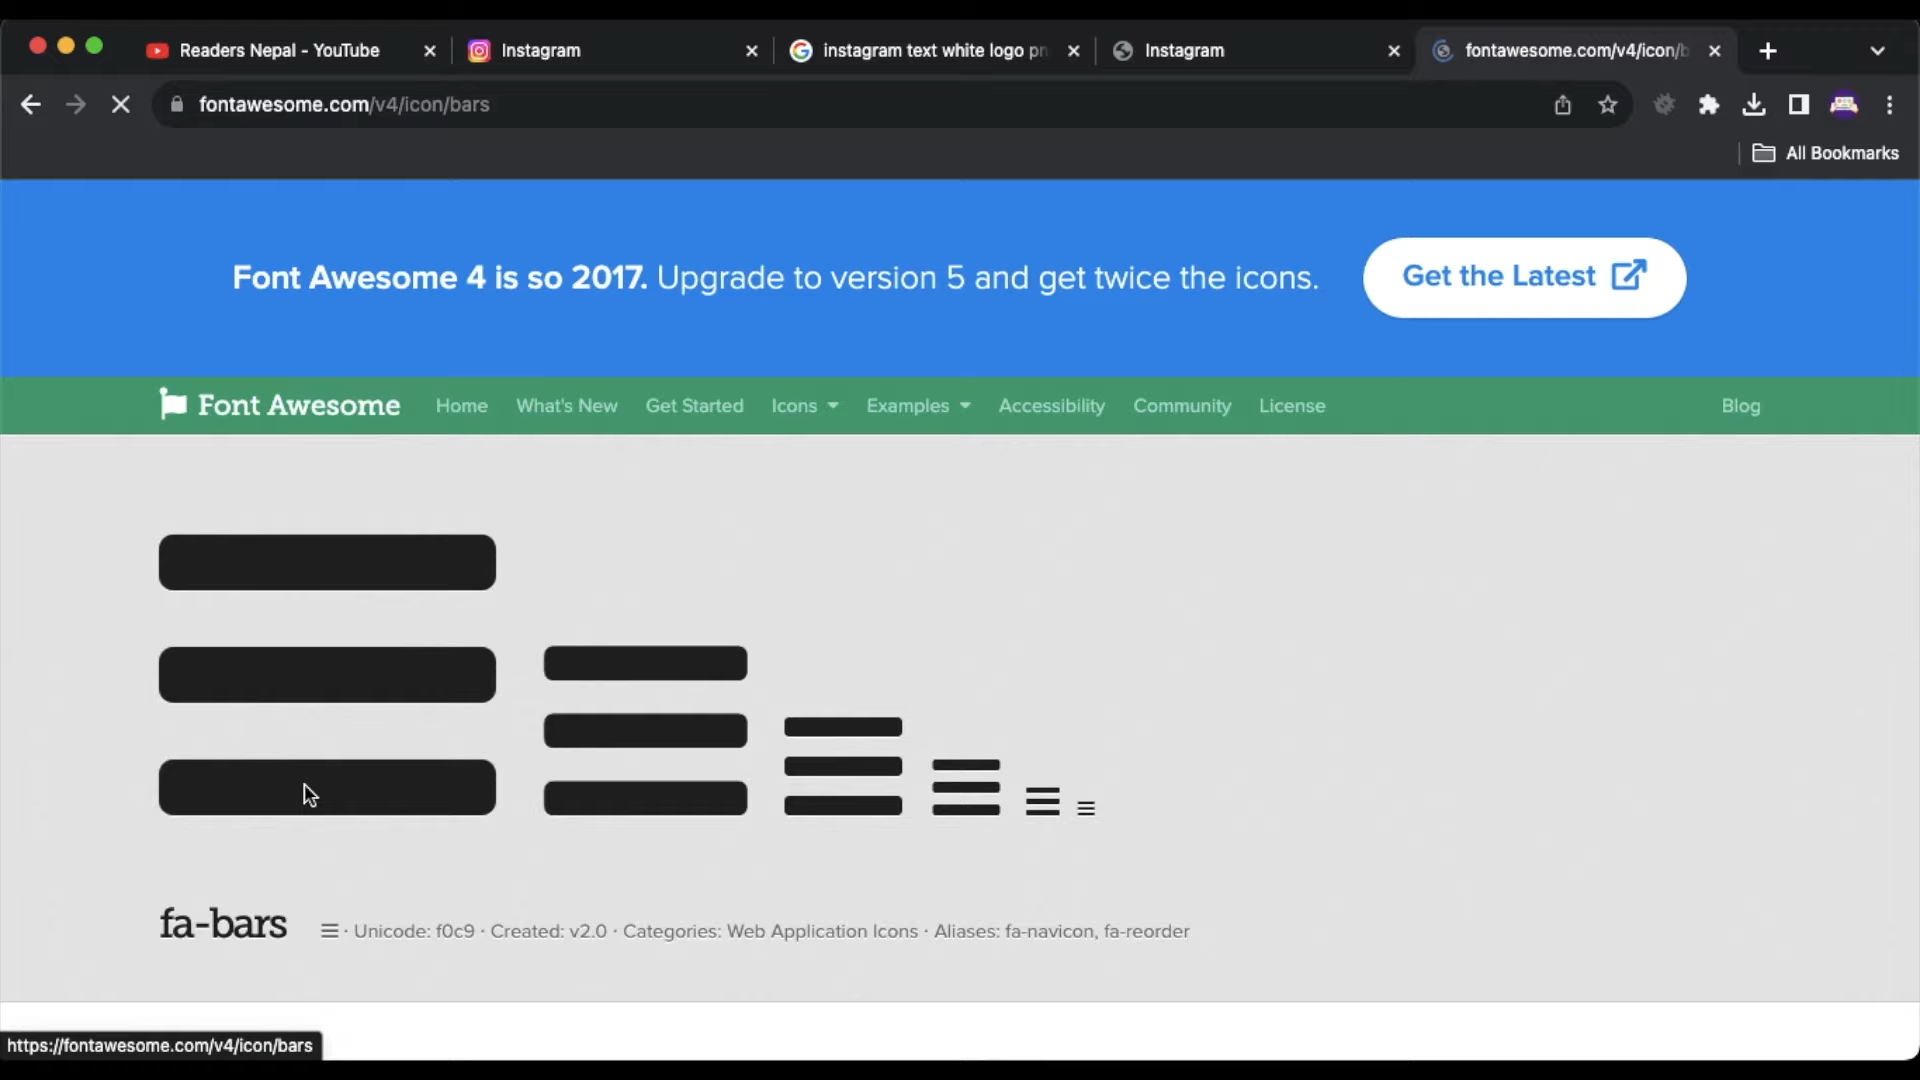 Readers Nepal - YouTube
Instagram
instagram text white logo pn
Instagram
fontawesome.com/v4/icon/b
fontawesome.com/v4/icon/bars
All Bookmarks
Font Awesome 4 is so 2017. Upgrade to version 5 and get twice the icons.
Get the Latest
Font Awesome Home What's New Get Started Icons Examples Accessibility Community License Blog
fa-bars · Unicode: f0c9 · Created: v2.0 · Categories: Web Application Icons · Aliases: fa-navicon, fa-reorder
https://fontawesome.com/v4/icon/bars